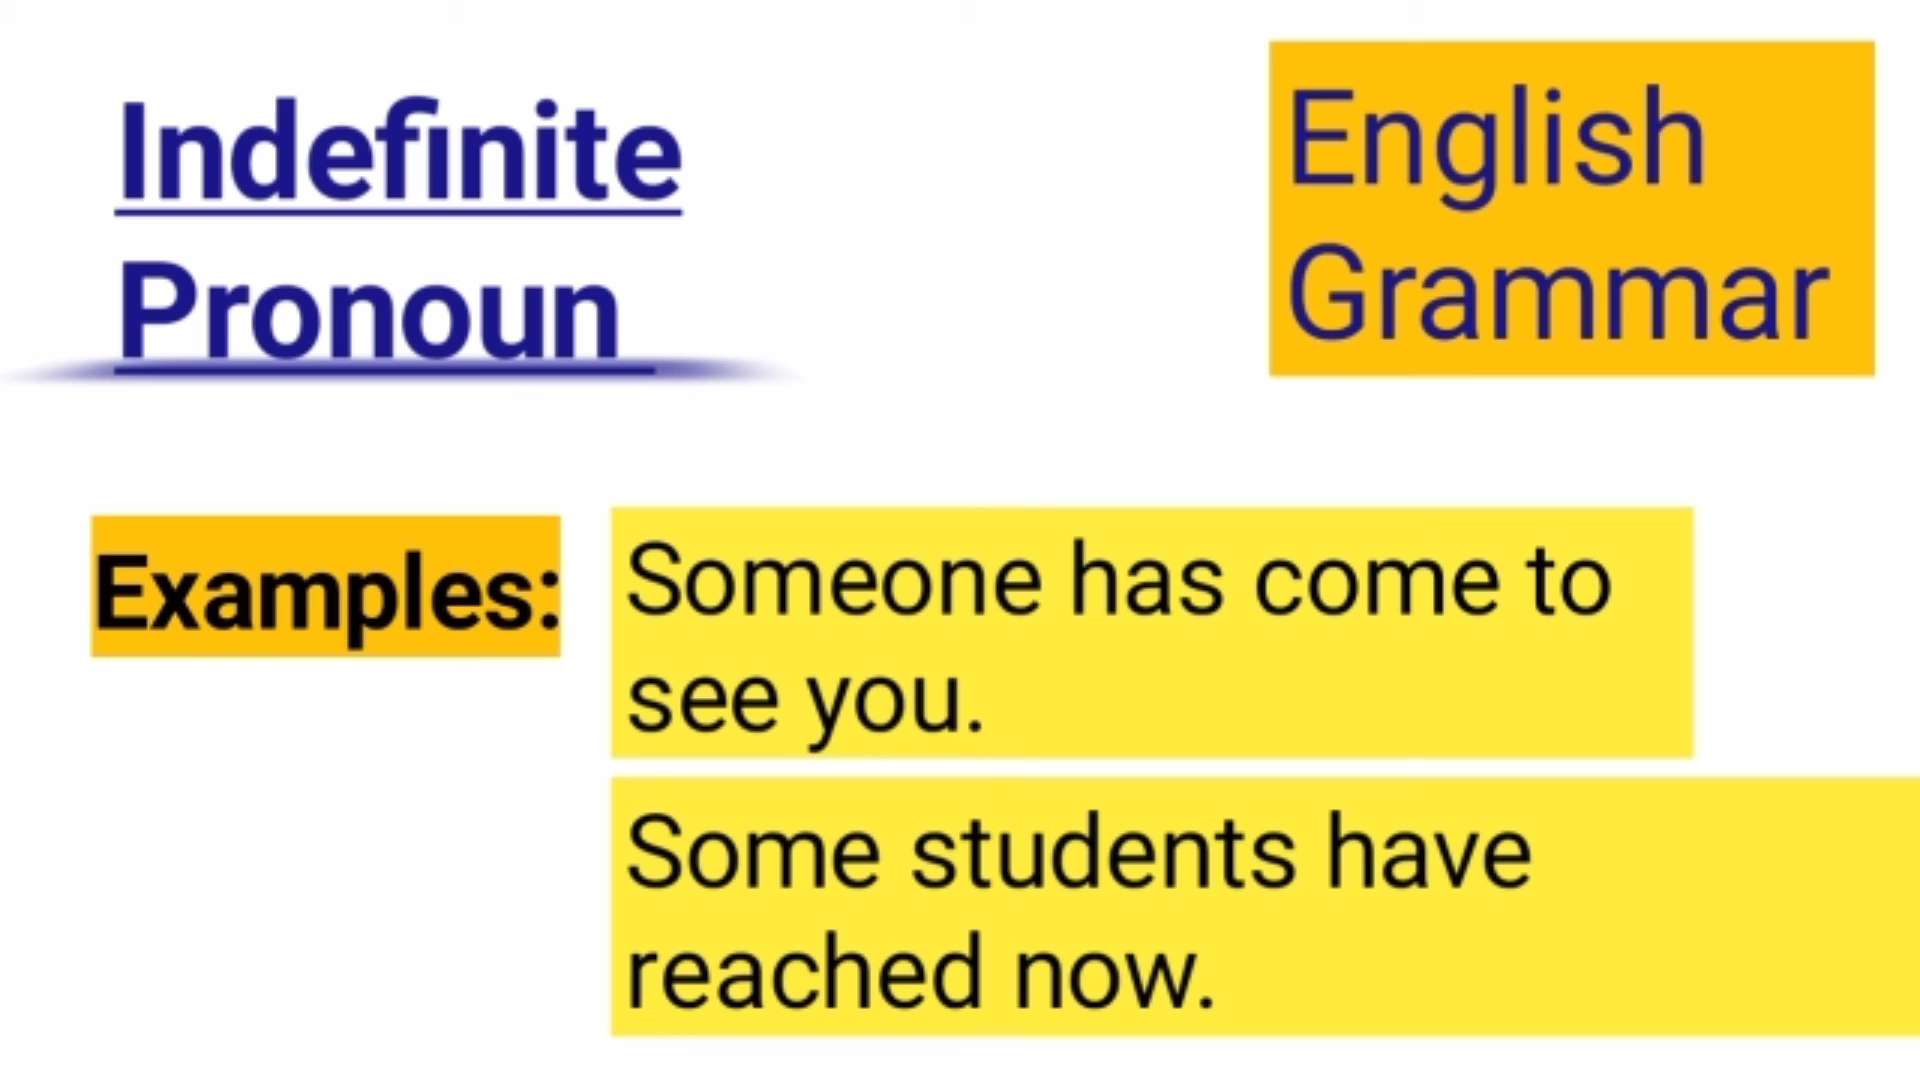 Indefinite
Pronoun
English
Grammar
Examples:
Someone has come to
see you.
Some students have
reached now.